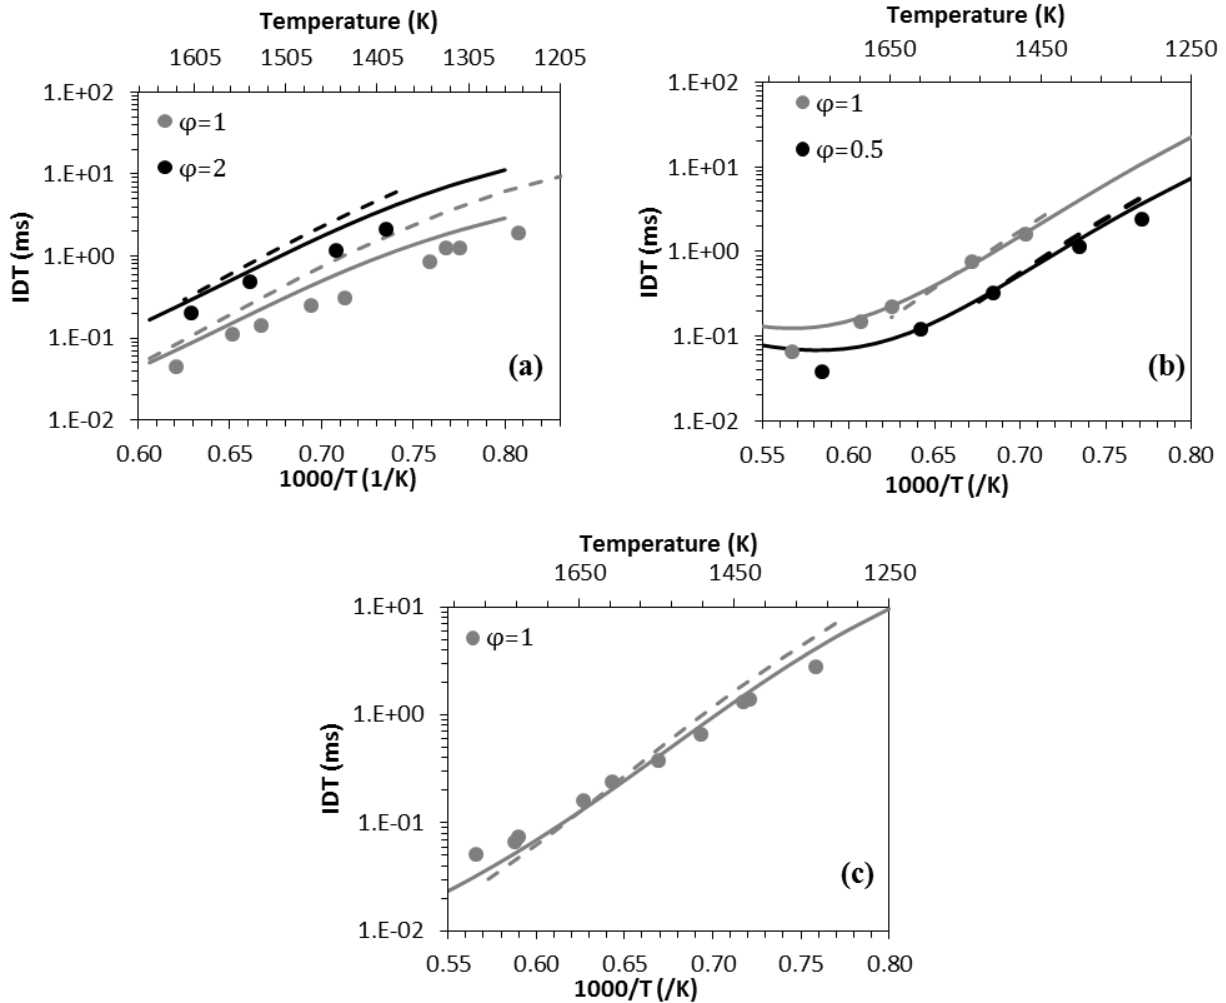 Temperature (K)
1605 1505 1405 1305 1205
1.E+02
1.E+01
1.E+00
1.E-01
1.E-02
IDT (ms)
φ=1
φ=2
(a)
0.60 0.65 0.70 0.75 0.80
1000/T (1/K)
Temperature (K)
1650 1450 1250
1.E+02
1.E+01
1.E+00
1.E-01
1.E-02
IDT (ms)
φ=1
φ=0.5
(b)
0.55 0.60 0.65 0.70 0.75 0.80
1000/T (/K)
Temperature (K)
1650 1450 1250
1.E+01
1.E+00
1.E-01
1.E-02
IDT (ms)
φ=1
(c)
0.55 0.60 0.65 0.70 0.75 0.80
1000/T (/K)